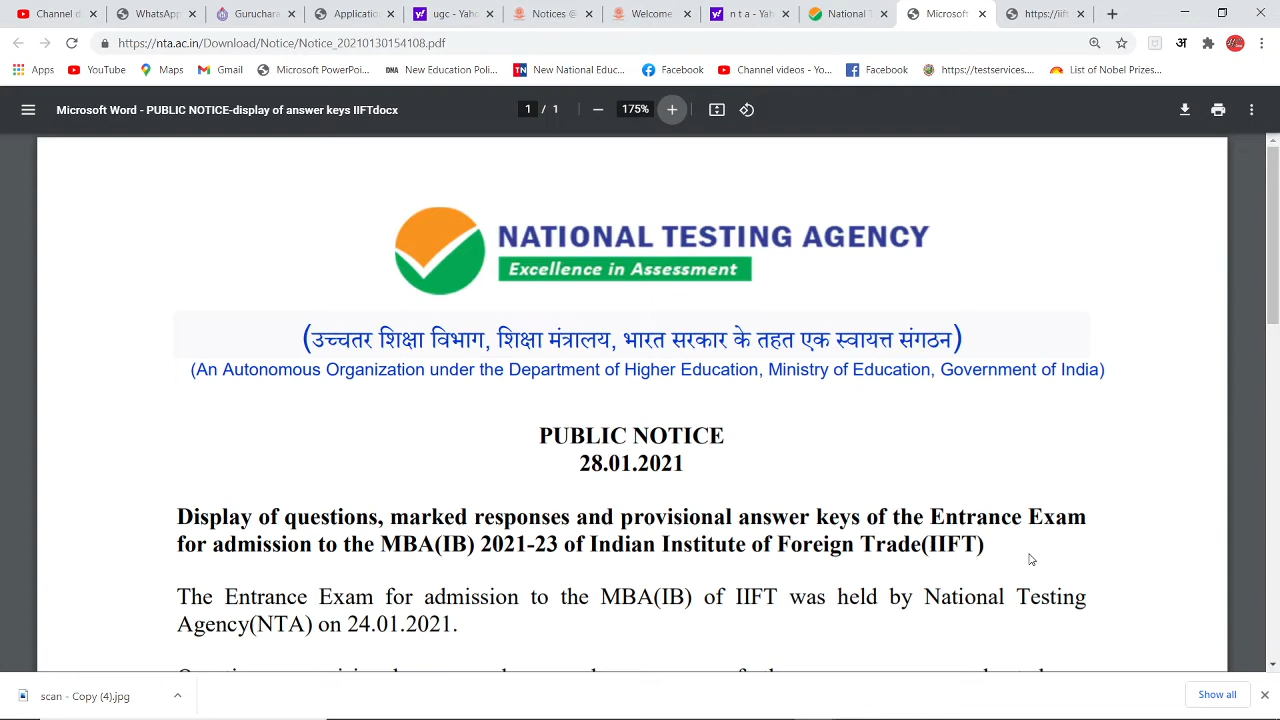 Channel d
WhatsApp
Guruchara
Application
ugc - Yaho
Notices @
Welcome
n t a - Yah
National T
Microsoft
https://iift
https://nta.ac.in/Download/Notice/Notice_20210130154108.pdf
अ
Apps
YouTube
Maps
Gmail
Microsoft PowerPoi...
DNA New Education Poli...
TN New National Educ...
Facebook
Channel videos - Yo...
Facebook
https://testservices....
List of Nobel Prizes...
Microsoft Word - PUBLIC NOTICE-display of answer keys IIFTdocx
1 / 1
175%
NATIONAL TESTING AGENCY
Excellence in Assessment
(उच्चतर शिक्षा विभाग, शिक्षा मंत्रालय, भारत सरकार के तहत एक स्वायत्त संगठन)
(An Autonomous Organization under the Department of Higher Education, Ministry of Education, Government of India)
PUBLIC NOTICE
28.01.2021
Display of questions, marked responses and provisional answer keys of the Entrance Exam
for admission to the MBA(IB) 2021-23 of Indian Institute of Foreign Trade(IIFT)
The Entrance Exam for admission to the MBA(IB) of IIFT was held by National Testing
Agency(NTA) on 24.01.2021.
scan - Copy (4).jpg
Show all